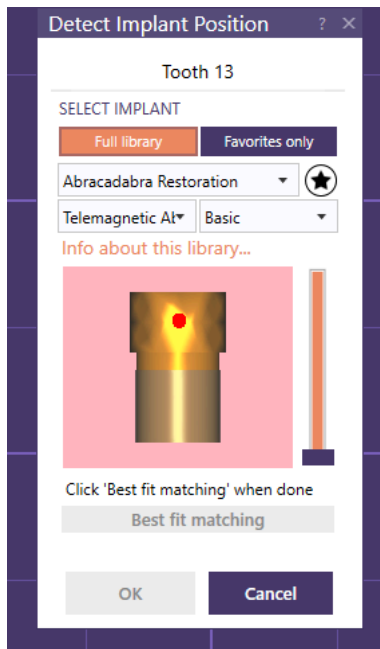 Detect Implant Position ? ×
Tooth 13
SELECT IMPLANT
Full library Favorites only
Abracadabra Restoration
Telemagnetic Basic
Info about this library...
Click 'Best fit matching' when done
Best fit matching
OK Cancel